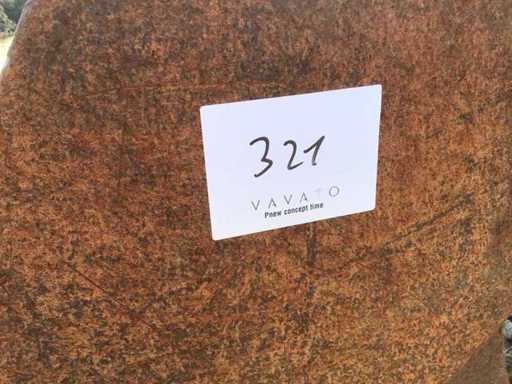 321
VAVATO
Pnew concept time